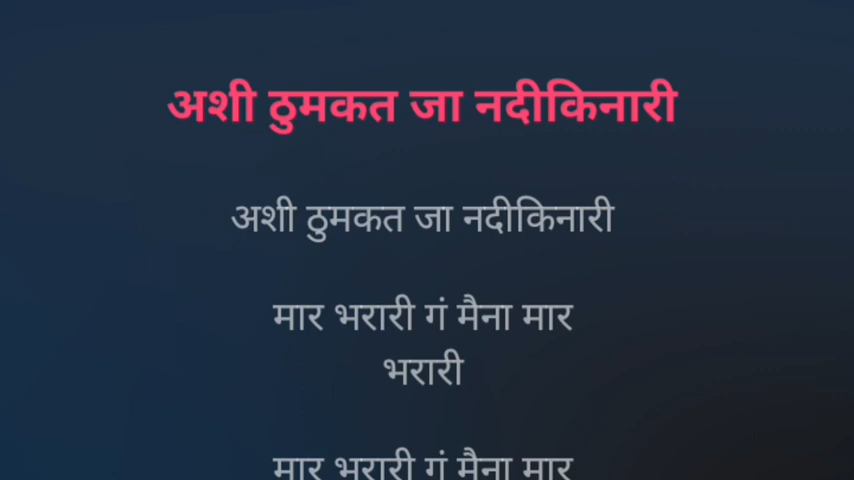 अशी ठुमकत जा नदीकिनारी
अशी ठुमकत जा नदीकिनारी
मार भरारी गं मैना मार
भरारी
मार भरारी गं मैना मार